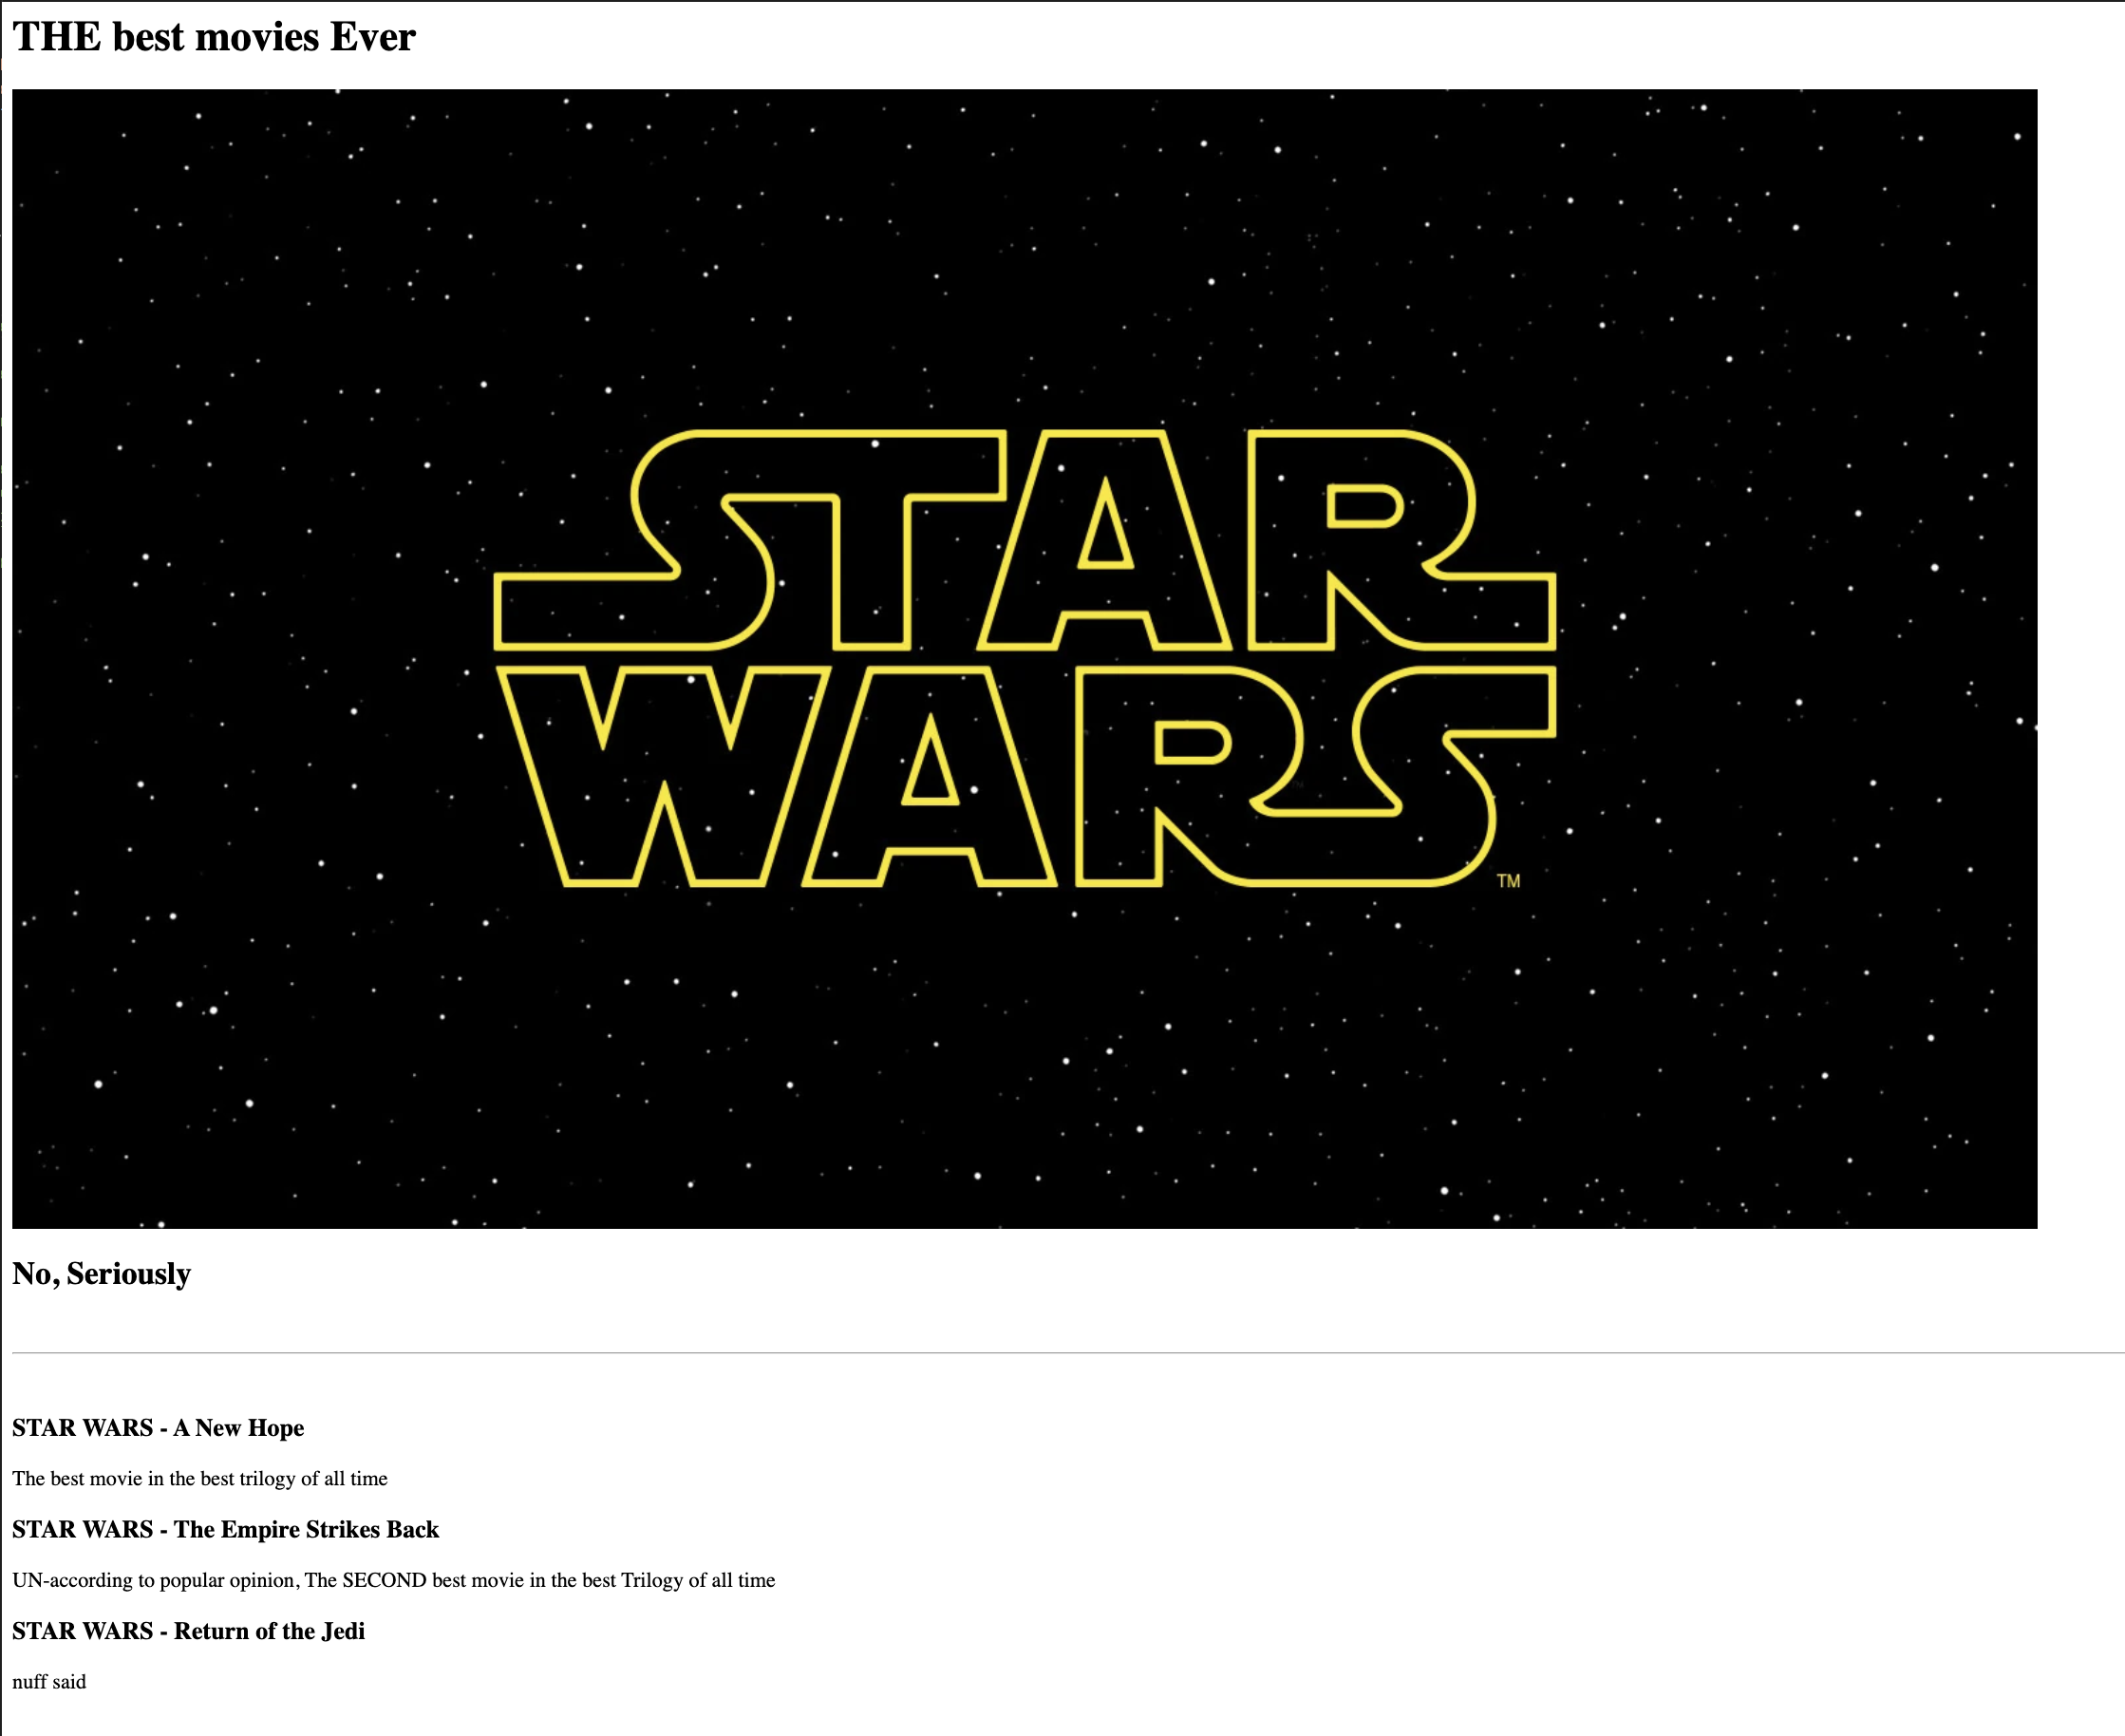 THE best movies Ever
STAR
WARS
TM
No, Seriously
STAR WARS - A New Hope
The best movie in the best trilogy of all time
STAR WARS - The Empire Strikes Back
UN-according to popular opinion, The SECOND best movie in the best Trilogy of all time
STAR WARS - Return of the Jedi
nuff said